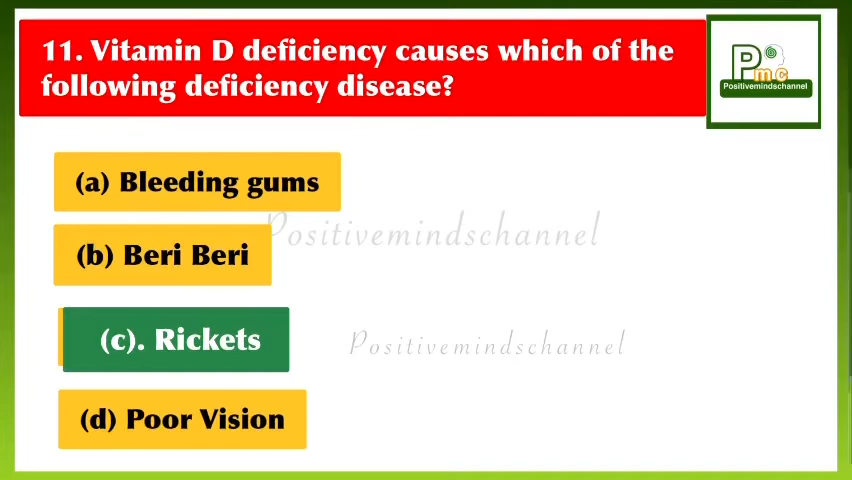 11. Vitamin D deficiency causes which of the
following deficiency disease?
Pmc
Positivemindschannel
(a) Bleeding gums
Positivemindschannel
(b) Beri Beri
(c). Rickets
Positivemindschannel
(d) Poor Vision